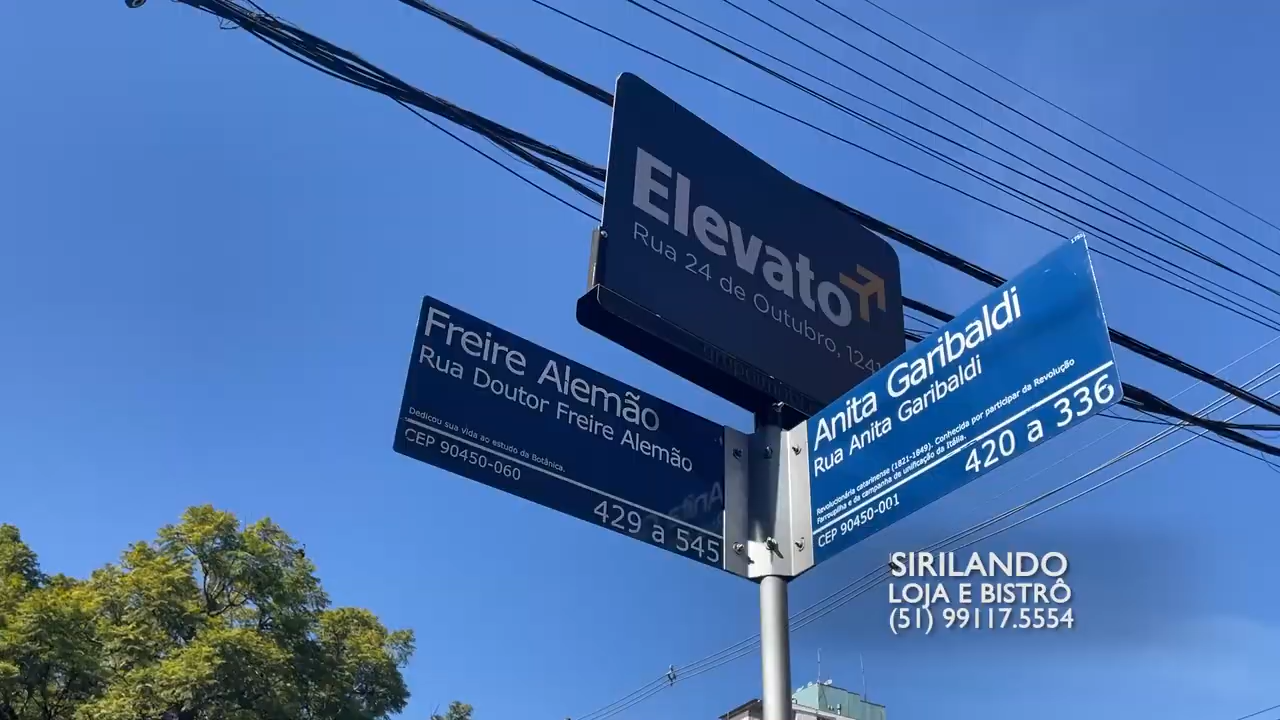 Elevato
Rua 24 de Outubro, 1241
Freire Alemão
Rua Doutor Freire Alemão
Dedicou sua vida ao estudo da Botânica.
CEP 90450-060
429 a 545
Anita Garibaldi
Rua Anita Garibaldi
Revolucionária catarinense (1821-1849). Conhecida por participar da Revolução
Farroupilha e da campanha de unificação da Itália.
420 a 336
CEP 90450-001
SIRILANDO
LOJA E BISTRÔ
(51) 99117.5554